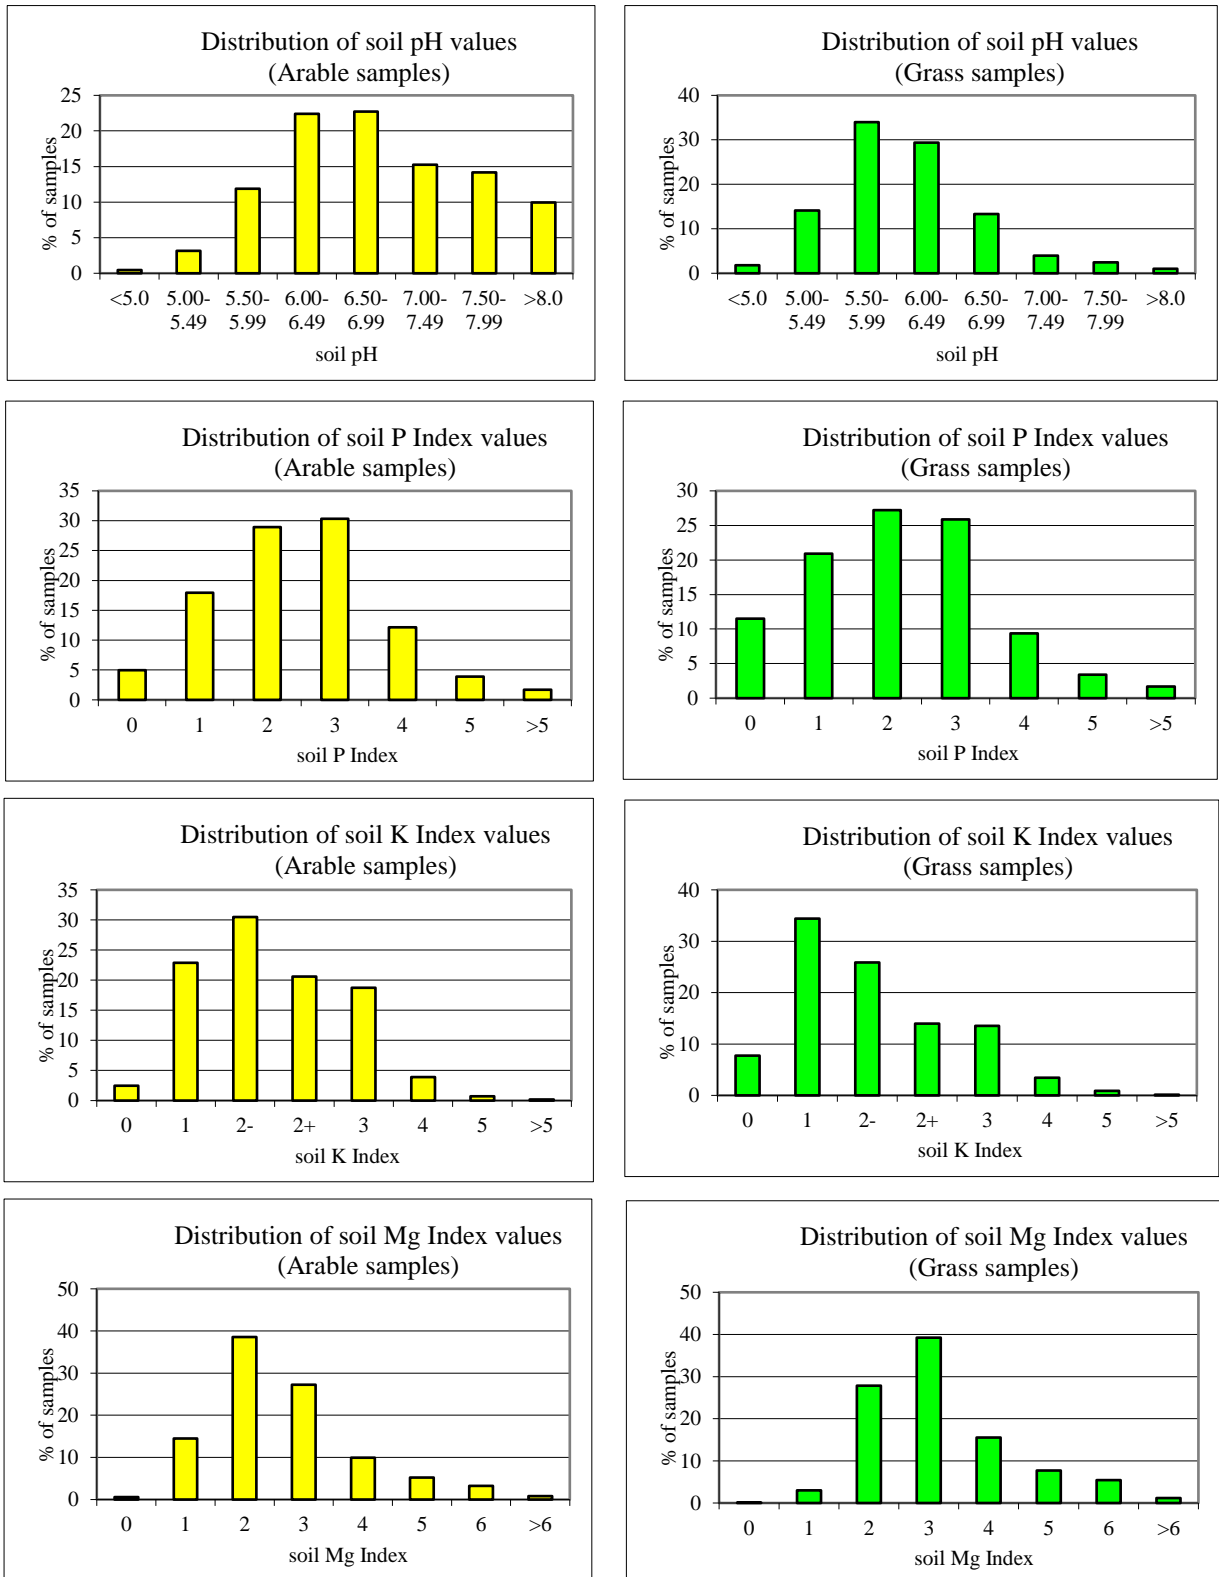 Distribution of soil pH values
(Arable samples)
% of samples
25
20
15
10
5
0
<5.0 5.00- 5.50- 6.00- 6.50- 7.00- 7.50- >8.0
5.49 5.99 6.49 6.99 7.49 7.99
soil pH
Distribution of soil pH values
(Grass samples)
% of samples
40
30
20
10
0
<5.0 5.00- 5.50- 6.00- 6.50- 7.00- 7.50- >8.0
5.49 5.99 6.49 6.99 7.49 7.99
soil pH
Distribution of soil P Index values
(Arable samples)
% of samples
35
30
25
20
15
10
5
0
0 1 2 3 4 5 >5
soil P Index
Distribution of soil P Index values
(Grass samples)
% of samples
30
25
20
15
10
5
0
0 1 2 3 4 5 >5
soil P Index
Distribution of soil K Index values
(Arable samples)
% of samples
35
30
25
20
15
10
5
0
0 1 2- 2+ 3 4 5 >5
soil K Index
Distribution of soil K Index values
(Grass samples)
% of samples
40
30
20
10
0
0 1 2- 2+ 3 4 5 >5
soil K Index
Distribution of soil Mg Index values
(Arable samples)
% of samples
50
40
30
20
10
0
0 1 2 3 4 5 6 >6
soil Mg Index
Distribution of soil Mg Index values
(Grass samples)
% of samples
50
40
30
20
10
0
0 1 2 3 4 5 6 >6
soil Mg Index